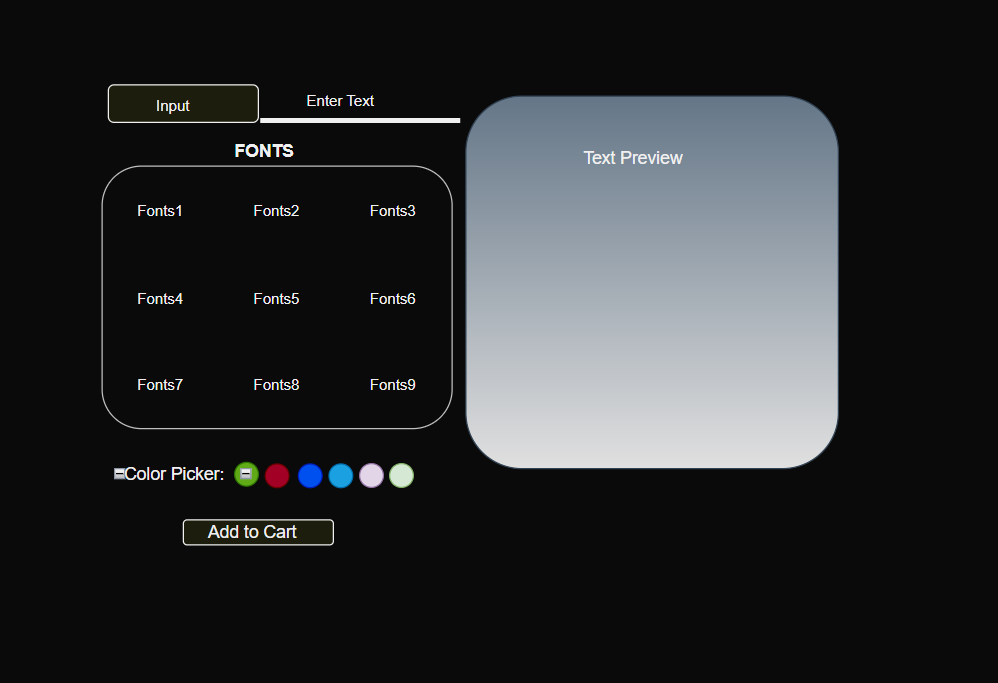 Input
Enter Text
FONTS
Fonts1 Fonts2 Fonts3
Fonts4 Fonts5 Fonts6
Fonts7 Fonts8 Fonts9
Text Preview
Color Picker:
Add to Cart